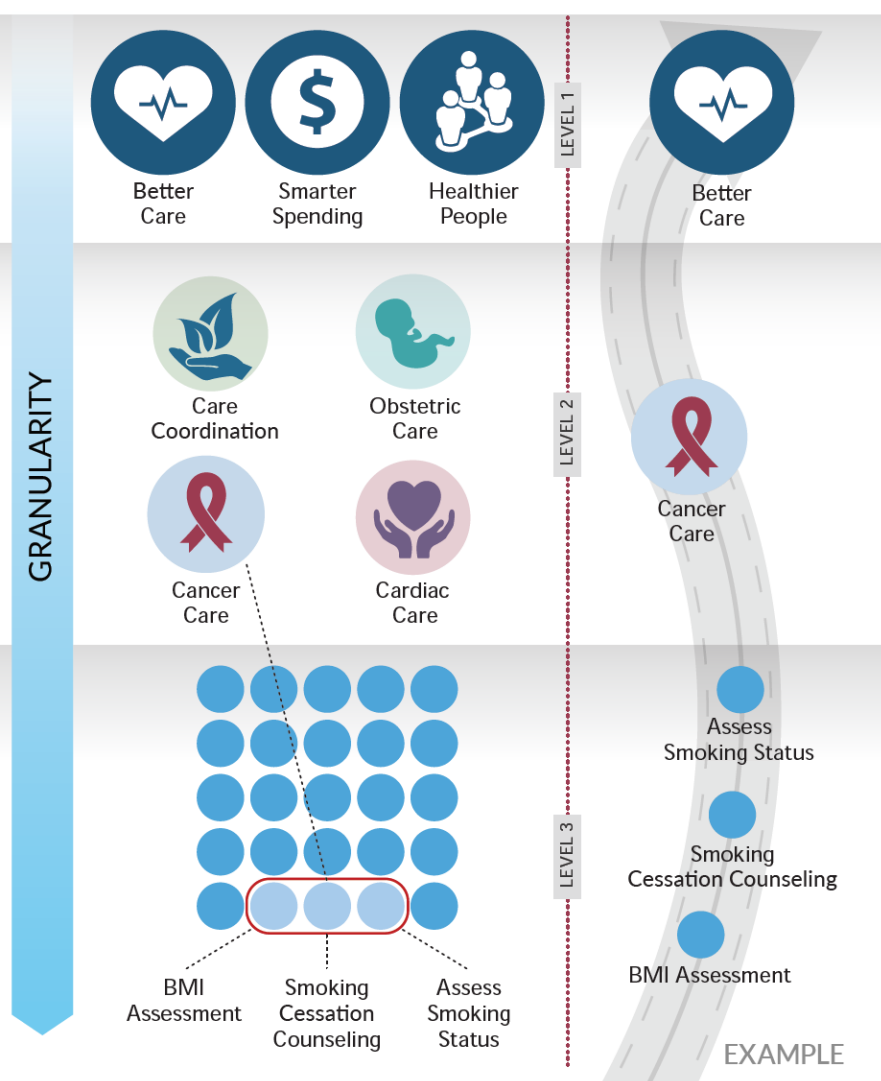 Better
Care
Smarter
Spending
Healthier
People
LEVEL 1
Better
Care
GRANULARITY
Care
Coordination
Obstetric
Care
LEVEL 2
Cancer
Care
Cardiac
Care
Cancer
Care
LEVEL 3
Assess
Smoking Status
Smoking
Cessation Counseling
BMI Assessment
BMI
Assessment
Smoking
Cessation
Counseling
Assess
Smoking
Status
EXAMPLE